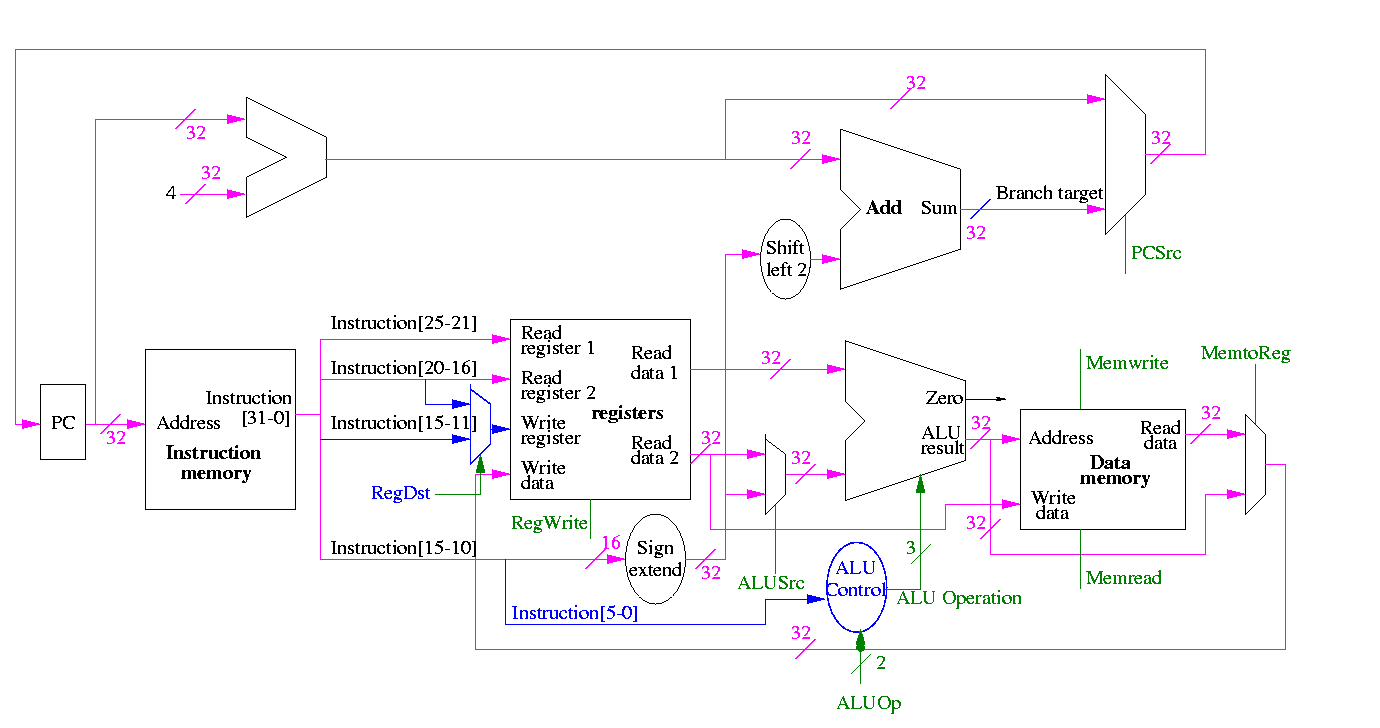 32
32
32
32
32
4
32
Add
Sum
Branch target
32
Shift
left 2
PCSrc
Instruction[25-21]
Read
register 1
Read
data 1
32
MemtoReg
Memwrite
Instruction[20-16]
Read
register 2
registers
Zero
PC
32
Address
Instruction
[31-0]
Instruction
memory
Instruction[15-11]
Write
register
Read
data 2
32
ALU
result
32
Address
Read
data
32
Data
memory
RegDst
Write
data
32
Write
data
32
RegWrite
Instruction[15-10]
16
Sign
extend
32
ALUSrc
ALU
Control
3
ALU Operation
Memread
Instruction[5-0]
32
2
ALUOp